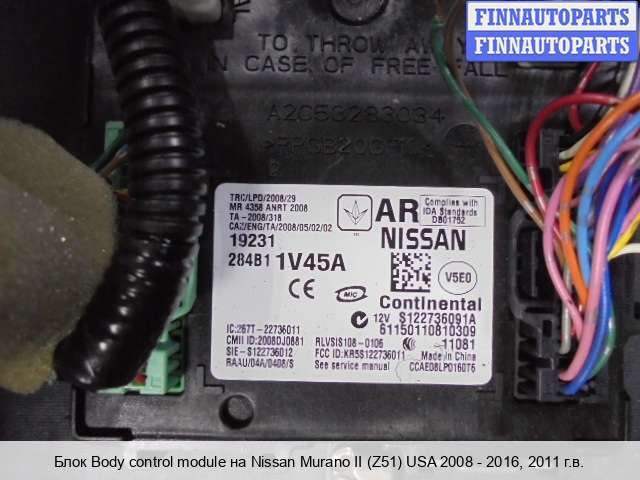 FINNAUTOPARTS
FINNAUTOPARTS
TO THROW AWAY
IN CASE OF FREE FALL
A2C53283034
TRC/LPD/2008/29
MR 4358 ANRT 2008
TA-2008/318
CAZ/ENG/TA/2008/05/02/02
19231
284B1 1V45A
AR
Complies with
IDA Standards
DB01752
NISSAN
V5E0
CE
MIC
Continental
12V S122736091A
61150110810309
IC:267T-22736011
CMII ID:2008DJ0881
SIE-S122736012
RAAU/04A/0408/S
RLVSIS108-0106
FCC ID:KR5S122736011
See service manual
11081
Made in China
CCAE08LP0160T6
Блок Body control module на Nissan Murano II (Z51) USA 2008 - 2016, 2011 г.в.